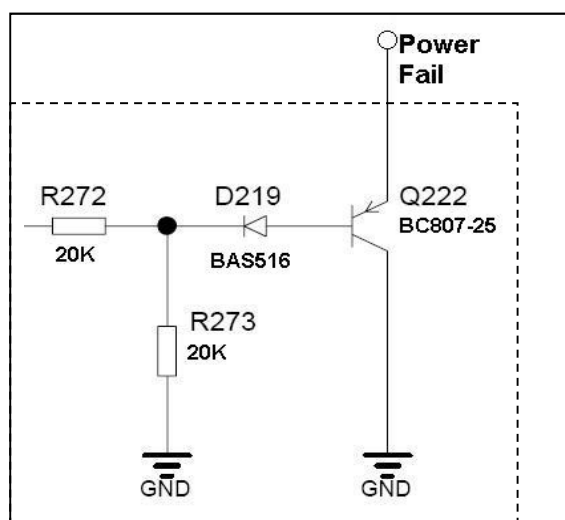 Power
Fail
R272
D219
Q222
BC807-25
20K
BAS516
R273
20K
GND
GND